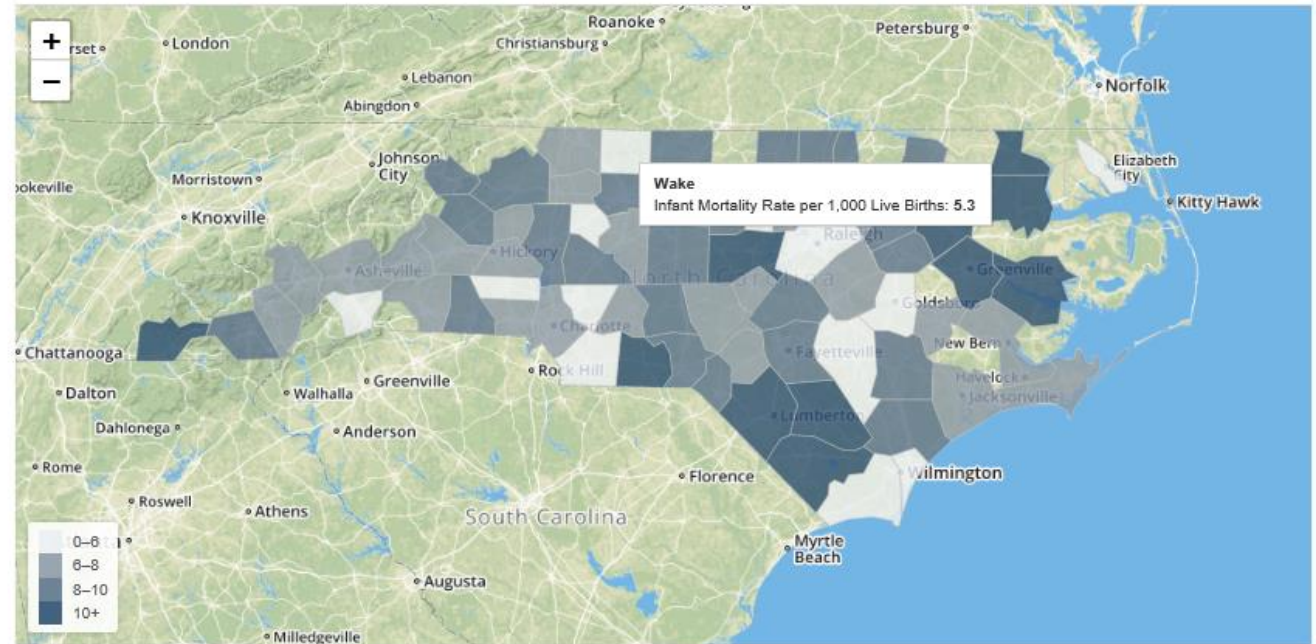 +
−
London
Roanoke
Christiansburg
Petersburg
Lebanon
Abingdon
Norfolk
Johnson
City
Morristown
Elizabeth
City
Knoxville
Kitty Hawk
Wake
Infant Mortality Rate per 1,000 Live Births: 5.3
Raleigh
Hickory
Asheville
North Carolina
Greenville
Goldsboro
Charlotte
Chattanooga
Fayetteville
New Bern
Rock Hill
Greenville
Havelock
Dalton
Walhalla
Jacksonville
Lumberton
Dahlonega
Anderson
Rome
Florence
Wilmington
Roswell
Athens
South Carolina
Myrtle
Beach
0–6
6–8
8–10
10+
Augusta
Milledgeville